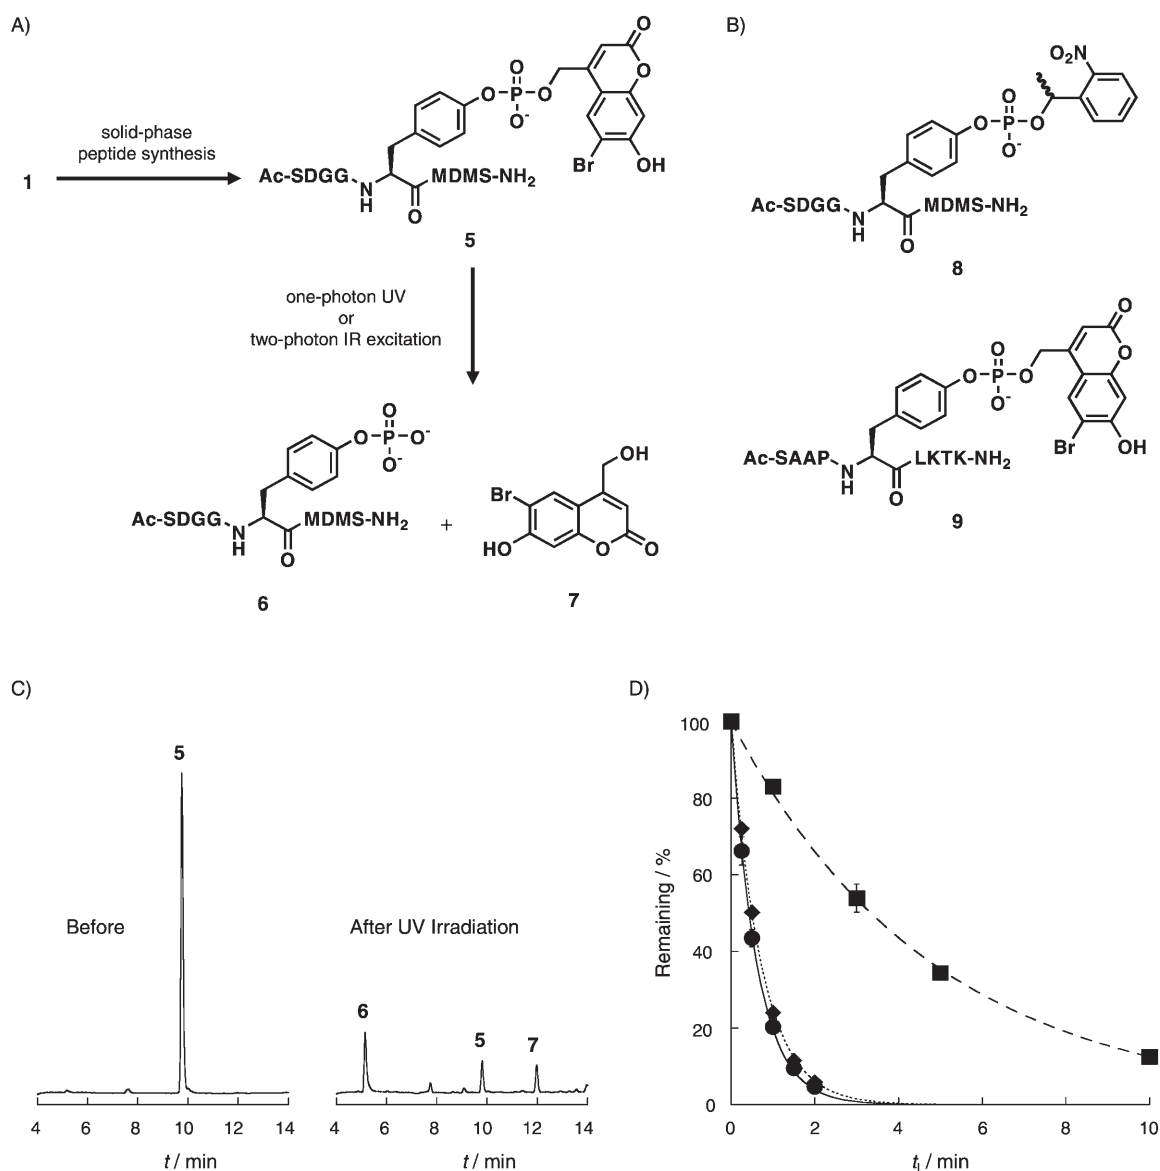 A)
solid-phase
peptide synthesis
1
Ac-SDGG
N
H
O
MDMS-NH2
O
O
P
O-
O
O
O
Br
OH
5
one-photon UV
or
two-photon IR excitation
Ac-SDGG
N
H
O
MDMS-NH2
O
O
P
O-
O-
6
+
OH
Br
HO
O
O
7
B)
O2N
O
O
P
O
O-
Ac-SDGG
N
H
O
MDMS-NH2
8
O
O
O
O
P
O
O-
Br
OH
Ac-SAAP
N
H
O
LKTK-NH2
9
C)
5
Before
After UV Irradiation
6
5
7
4 6 8 10 12 14
4 6 8 10 12 14
t / min
t / min
D)
100
80
60
40
20
0
Remaining / %
0 2 4 6 8 10
tI / min